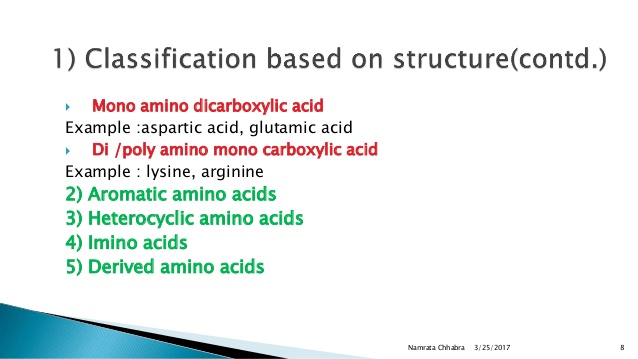 1) Classification based on structure(contd.)
Mono amino dicarboxylic acid
Example :aspartic acid, glutamic acid
Di /poly amino mono carboxylic acid
Example : lysine, arginine
2) Aromatic amino acids
3) Heterocyclic amino acids
4) Imino acids
5) Derived amino acids
Namrata Chhabra 3/25/2017 8